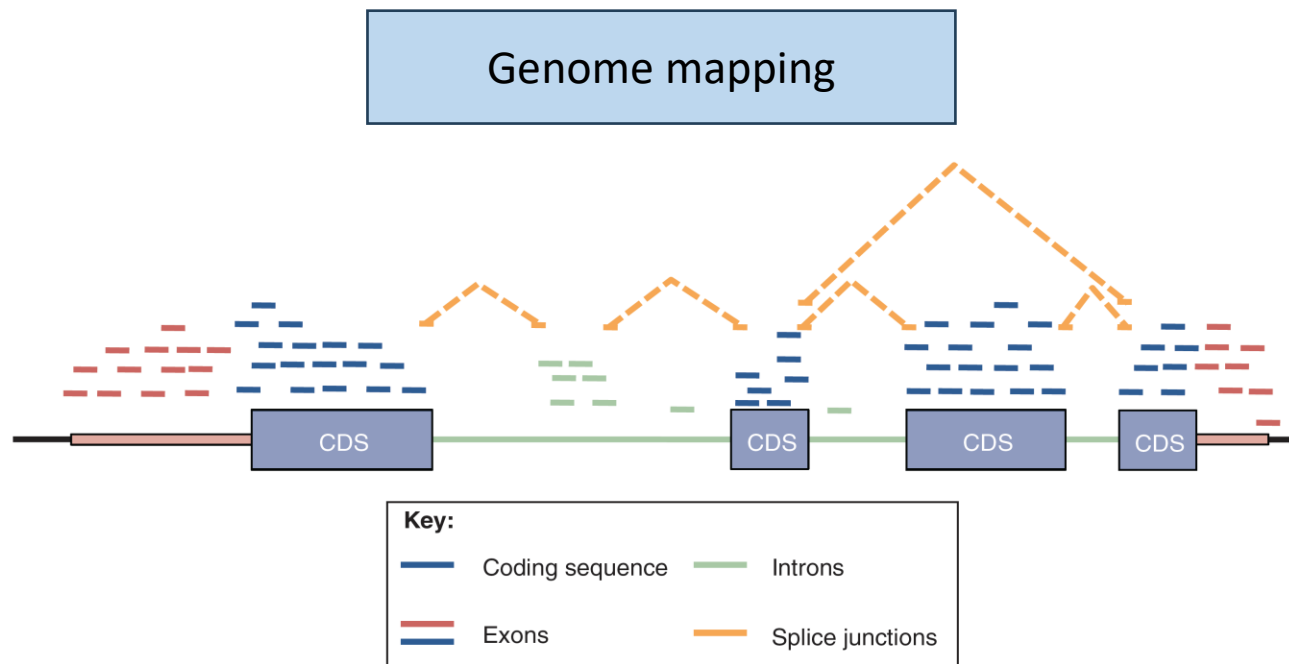 Genome mapping
CDS
CDS
CDS
CDS
Key:
Coding sequence
Introns
Exons
Splice junctions